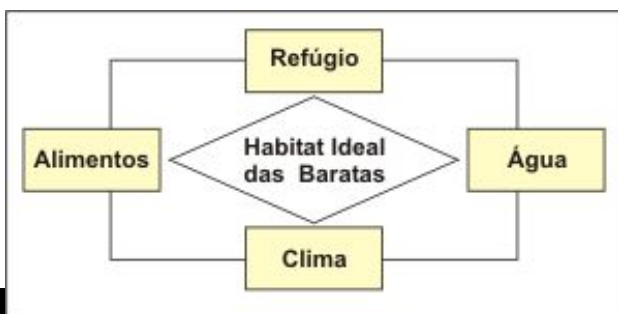 Refúgio
Alimentos
Habitat Ideal
das Baratas
Água
Clima